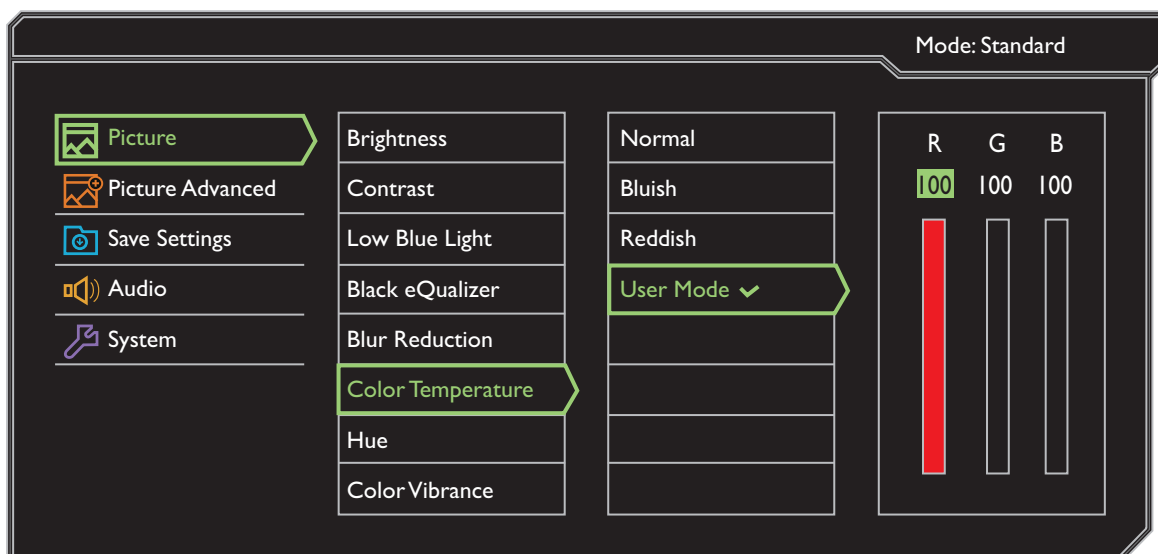 Mode: Standard
Picture
Picture Advanced
Save Settings
Audio
System
Brightness
Contrast
Low Blue Light
Black eQualizer
Blur Reduction
Color Temperature
Hue
Color Vibrance
Normal
Bluish
Reddish
User Mode
R G B
100 100 100